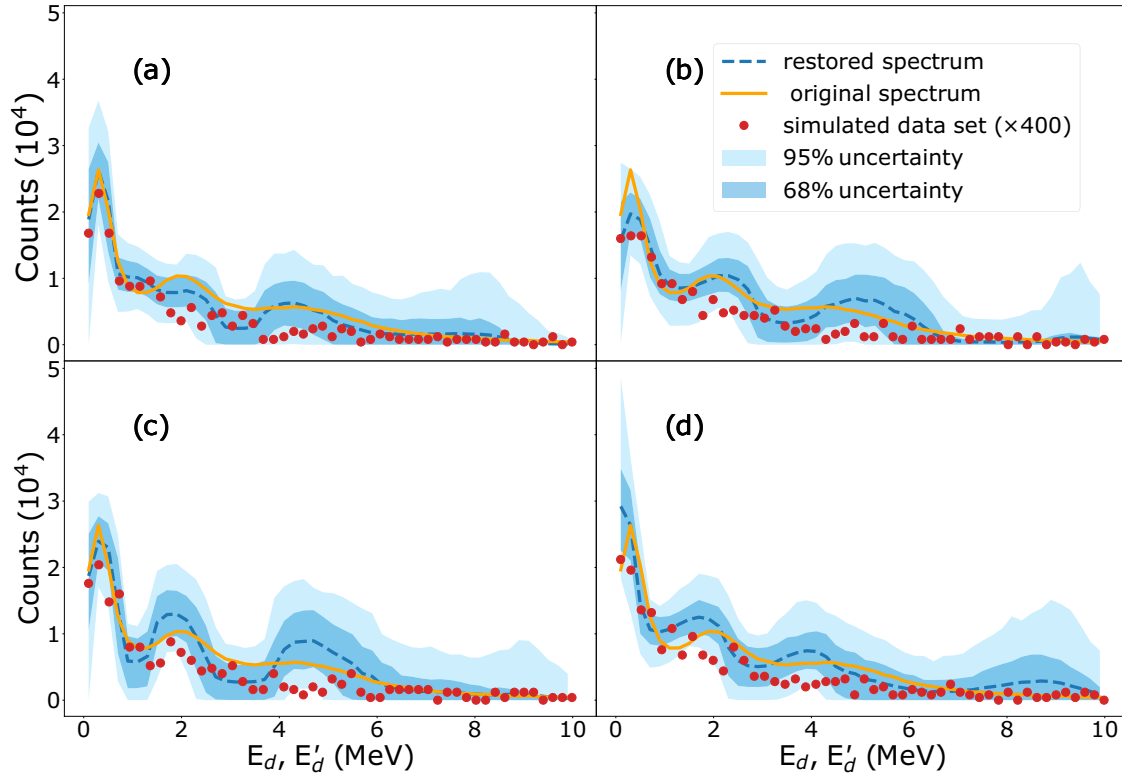 5
4
3
2
1
0
Counts (10⁴)
(a)
(b)
restored spectrum
original spectrum
simulated data set (×400)
95% uncertainty
68% uncertainty
5
4
3
2
1
0
Counts (10⁴)
(c)
(d)
0 2 4 6 8 10
0 2 4 6 8 10
E_d, E′_d (MeV)
E_d, E′_d (MeV)